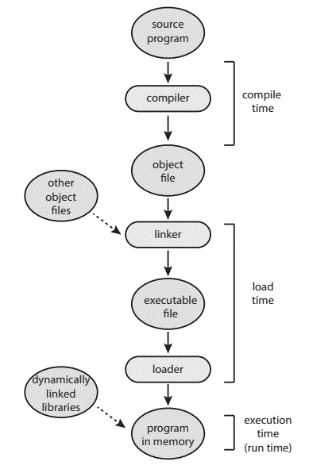 source
program
compiler
compile
time
object
file
other
object
files
linker
executable
file
load
time
loader
dynamically
linked
libraries
program
in memory
execution
time
(run time)